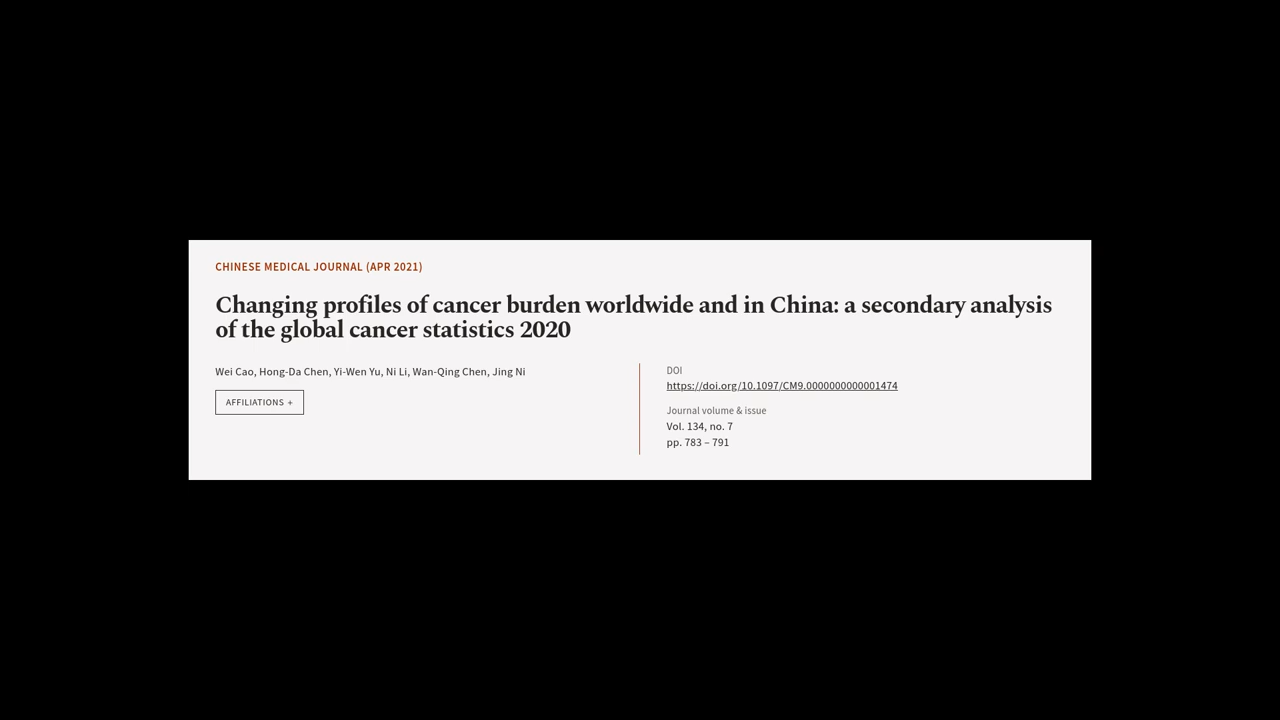 CHINESE MEDICAL JOURNAL (APR 2021)
Changing profiles of cancer burden worldwide and in China: a secondary analysis
of the global cancer statistics 2020
Wei Cao, Hong-Da Chen, Yi-Wen Yu, Ni Li, Wan-Qing Chen, Jing Ni
AFFILIATIONS +
DOI
https://doi.org/10.1097/CM9.0000000000001474
Journal volume & issue
Vol. 134, no. 7
pp. 783 – 791